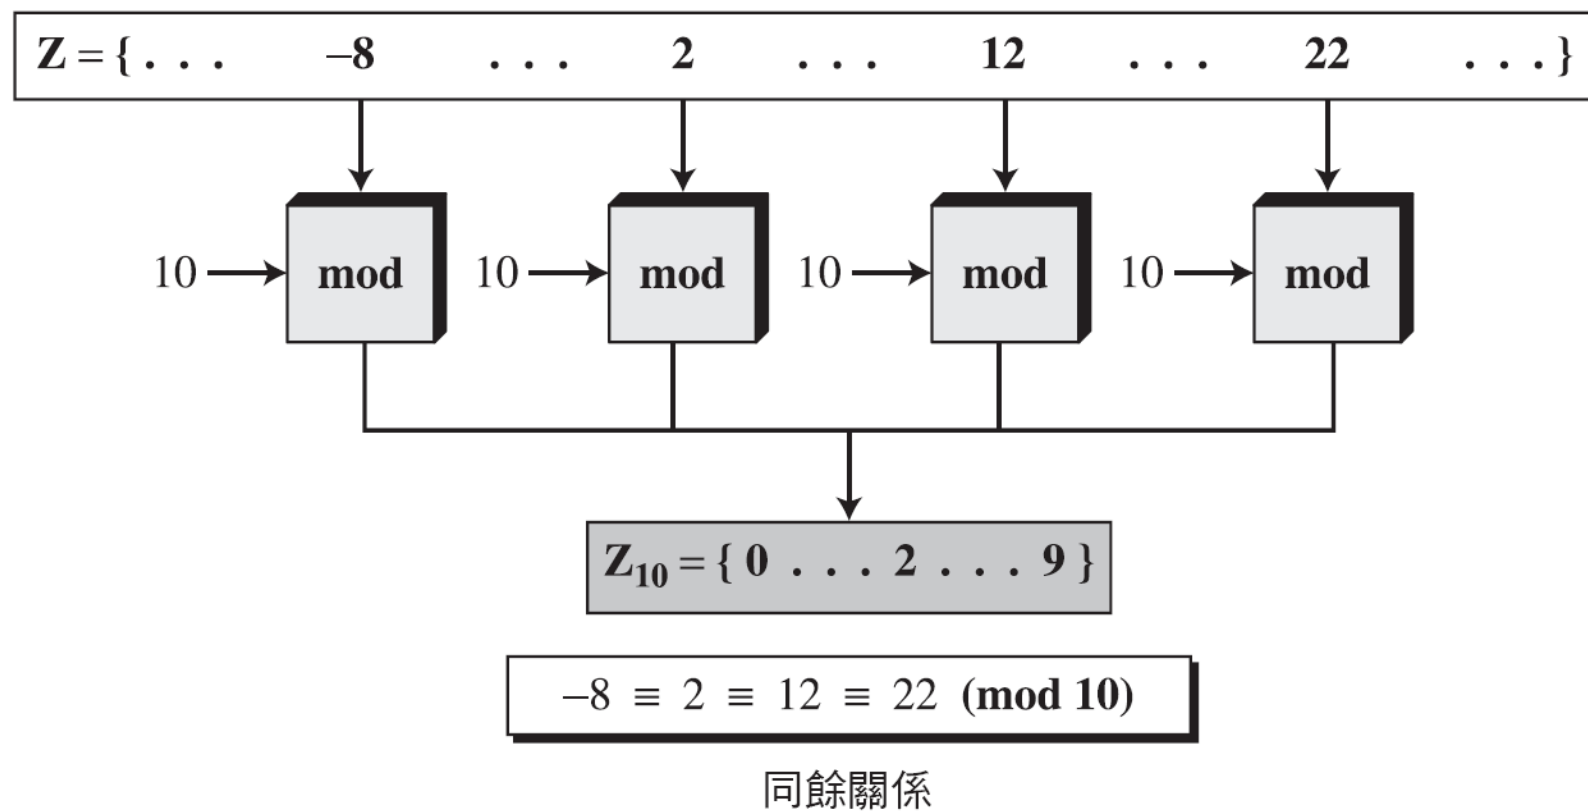 Z = { . . . –8 . . . 2 . . . 12 . . . 22 . . . }
10 mod 10 mod 10 mod 10 mod
Z₁₀ = { 0 . . . 2 . . . 9 }
–8 ≡ 2 ≡ 12 ≡ 22 (mod 10)
同餘關係